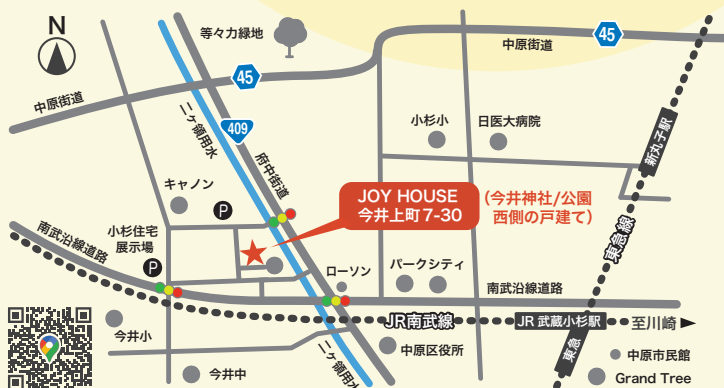 N
等々力緑地
45
中原街道
45
中原街道
二ヶ領用水
409
府中街道
小杉小
日医大病院
新丸子駅
キャノン
P
JOY HOUSE
今井上町7-30
(今井神社/公園
西側の戸建て)
小杉住宅
展示場
P
南武沿線道路
東急線
ローソン
パークシティ
南武沿線道路
JR南武線
JR 武蔵小杉駅
至川崎
東急
今井小
今井中
二ヶ領用水
中原区役所
中原市民館
Grand Tree